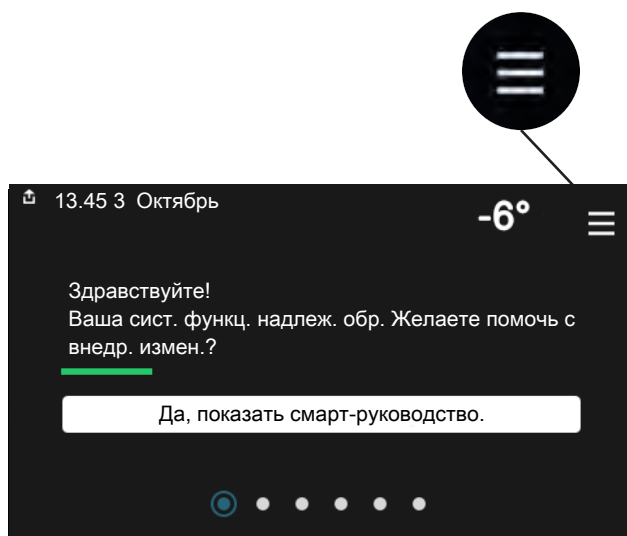 13.45 3 Октябрь
-6°
Здравствуйте!
Ваша сист. функц. надлеж. обр. Желаете помочь с
внедр. измен.?
Да, показать смарт-руководство.